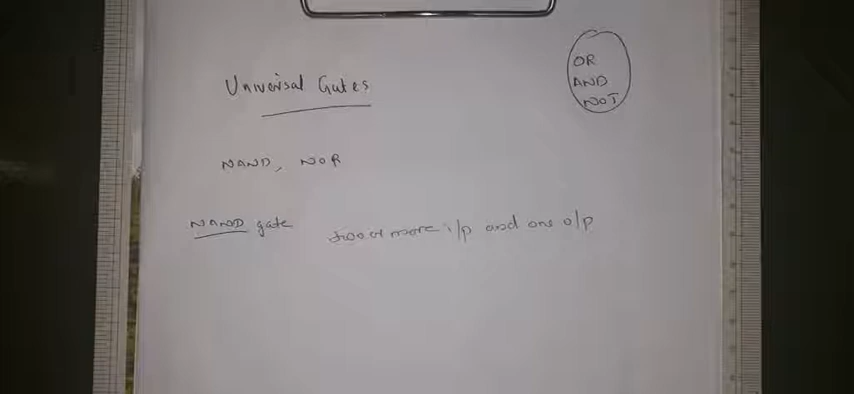 Universal Gates
OR
AND
NOT
NAND, NOR
NAND gate two or more i/p and one o/p